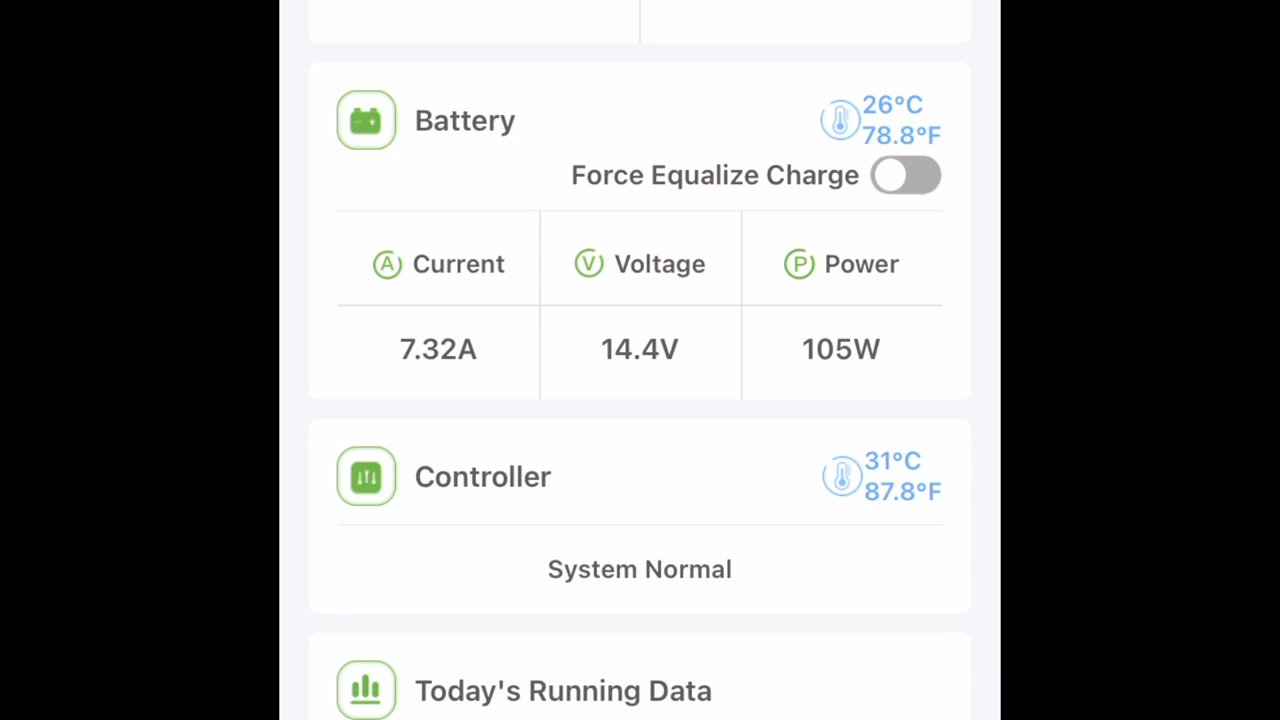 Battery
26°C
78.8°F
Force Equalize Charge
A Current
V Voltage
P Power
7.32A
14.4V
105W
Controller
31°C
87.8°F
System Normal
Today's Running Data